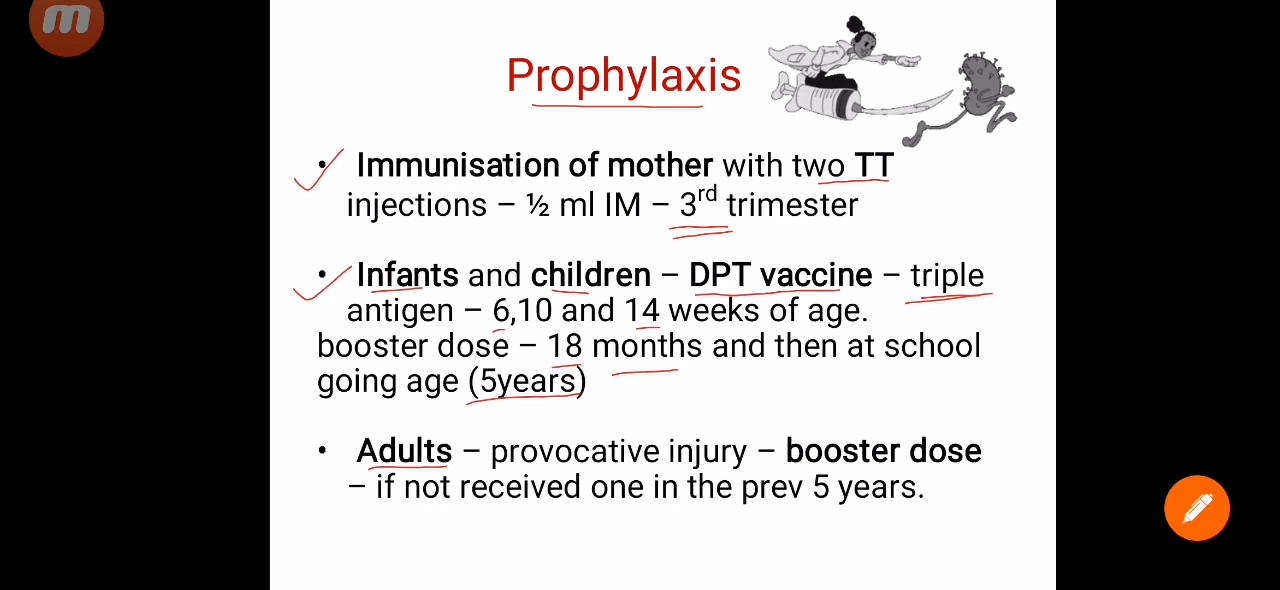 m
Prophylaxis
• Immunisation of mother with two TT
injections – ½ ml IM – 3rd trimester
• Infants and children – DPT vaccine – triple
antigen – 6,10 and 14 weeks of age.
booster dose – 18 months and then at school
going age (5years)
• Adults – provocative injury – booster dose
– if not received one in the prev 5 years.